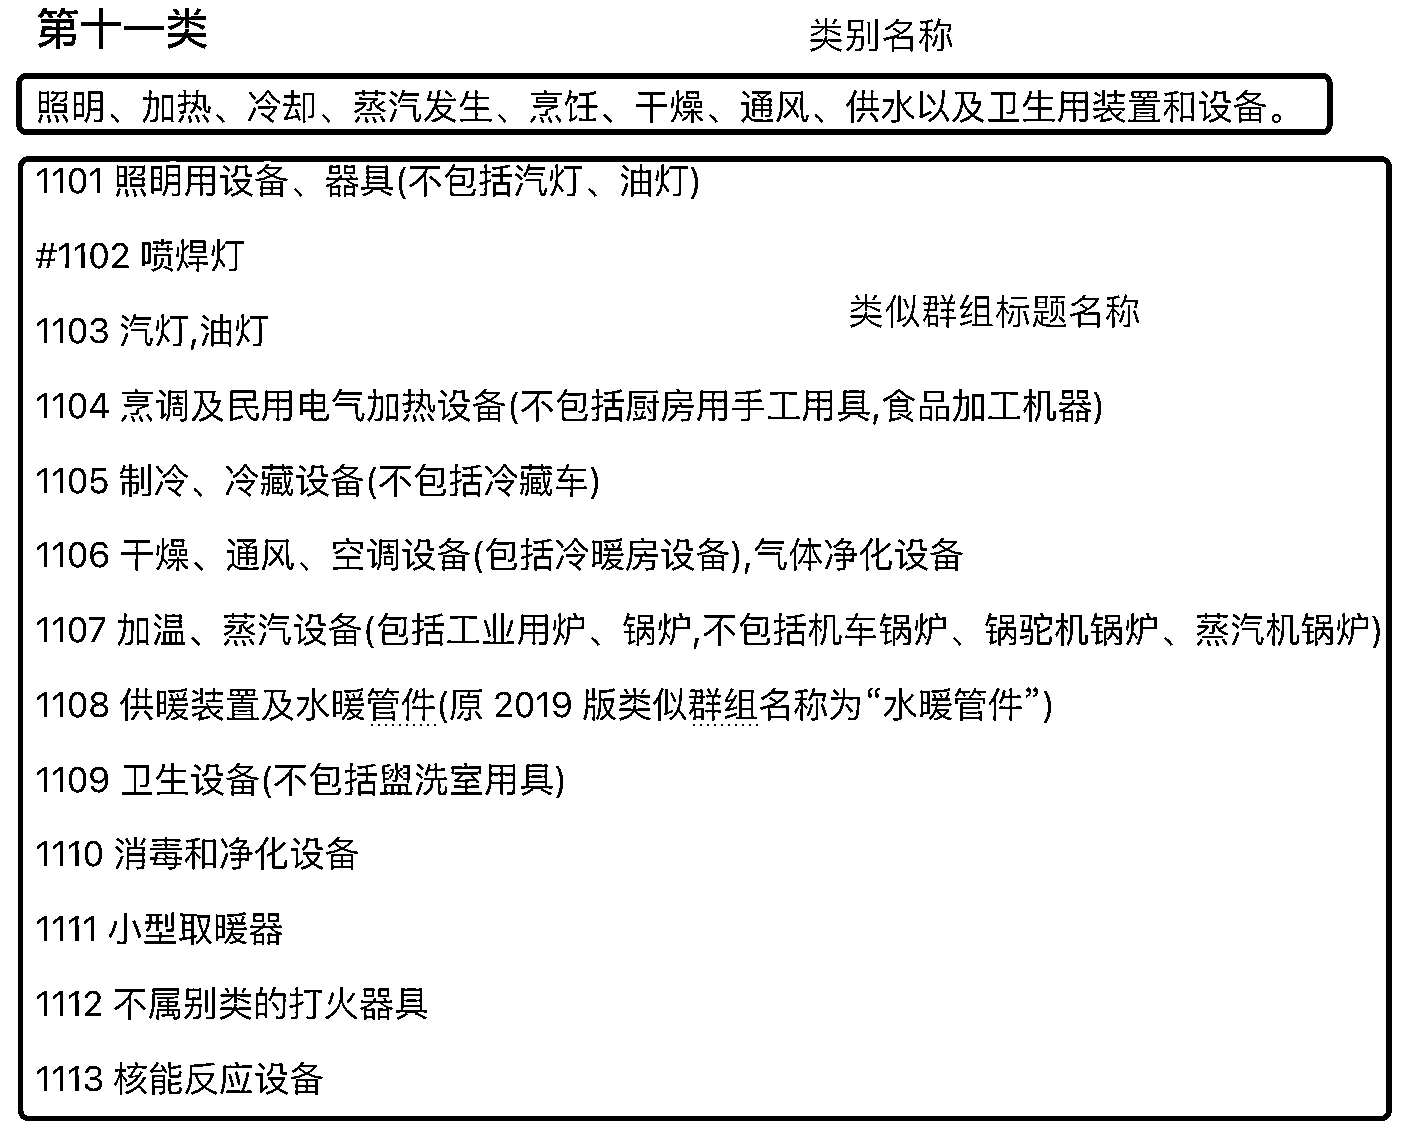 第十一类
类别名称
照明、加热、冷却、蒸汽发生、烹饪、干燥、通风、供水以及卫生用装置和设备。
1101 照明用设备、器具(不包括汽灯、油灯)
#1102 喷焊灯
类似群组标题名称
1103 汽灯,油灯
1104 烹调及民用电气加热设备(不包括厨房用手工用具,食品加工机器)
1105 制冷、冷藏设备(不包括冷藏车)
1106 干燥、通风、空调设备(包括冷暖房设备),气体净化设备
1107 加温、蒸汽设备(包括工业用炉、锅炉,不包括机车锅炉、锅驼机锅炉、蒸汽机锅炉)
1108 供暖装置及水暖管件(原 2019 版类似群组名称为“水暖管件”)
1109 卫生设备(不包括盥洗室用具)
1110 消毒和净化设备
1111 小型取暖器
1112 不属别类的打火器具
1113 核能反应设备